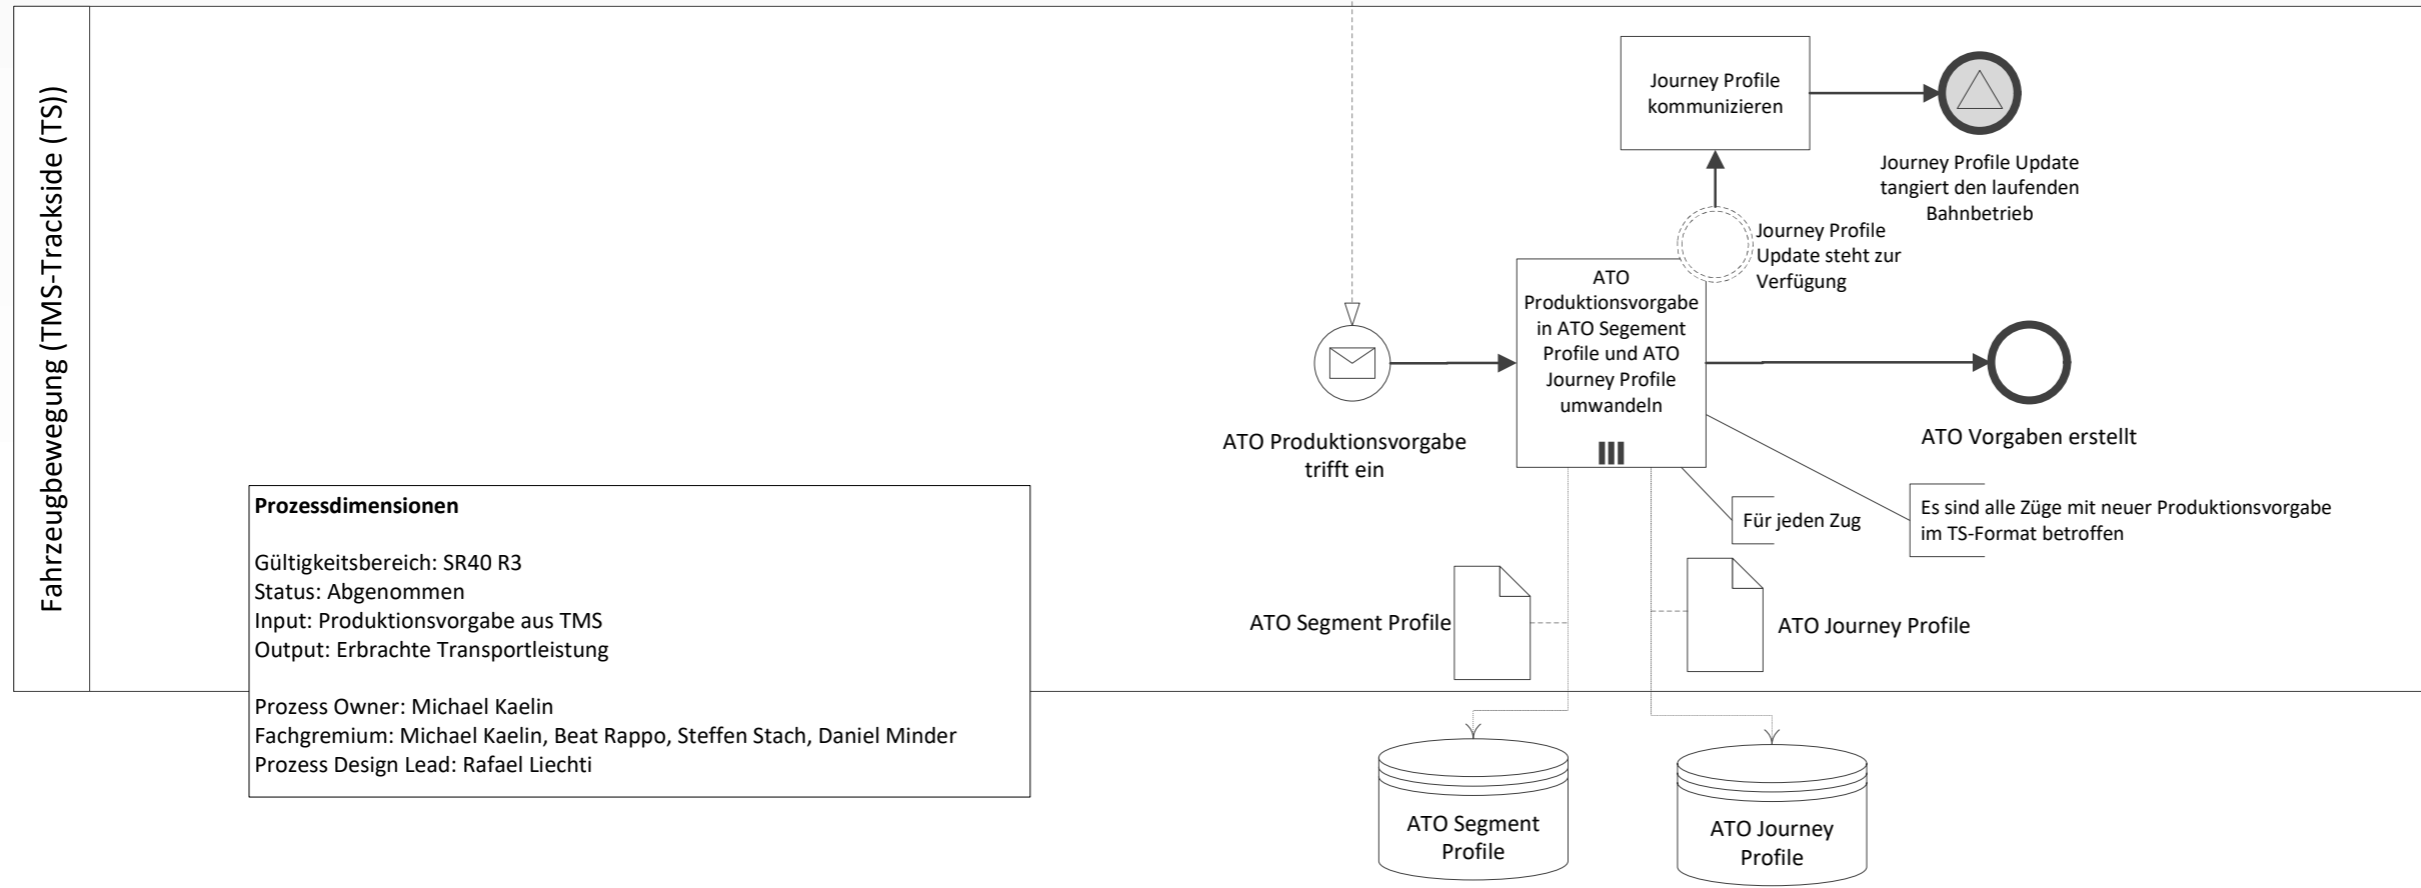 Fahrzeugbewegung (TMS-Trackside (TS))
Journey Profile
kommunizieren
Journey Profile Update
tangiert den laufenden
Bahnbetrieb
Journey Profile
Update steht zur
Verfügung
ATO
Produktionsvorgabe
in ATO Segement
Profile und ATO
Journey Profile
umwandeln
ATO Produktionsvorgabe
trifft ein
ATO Vorgaben erstellt
Für jeden Zug
Es sind alle Züge mit neuer Produktionsvorgabe
im TS-Format betroffen
ATO Segment Profile
ATO Journey Profile
Prozessdimensionen
Gültigkeitsbereich: SR40 R3
Status: Abgenommen
Input: Produktionsvorgabe aus TMS
Output: Erbrachte Transportleistung
Prozess Owner: Michael Kaelin
Fachgremium: Michael Kaelin, Beat Rappo, Steffen Stach, Daniel Minder
Prozess Design Lead: Rafael Liechti
ATO Segment
Profile
ATO Journey
Profile